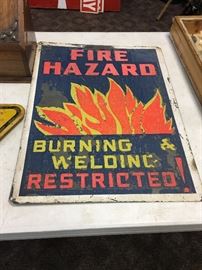 FIRE
HAZARD
BURNING &
WELDING
RESTRICTED!